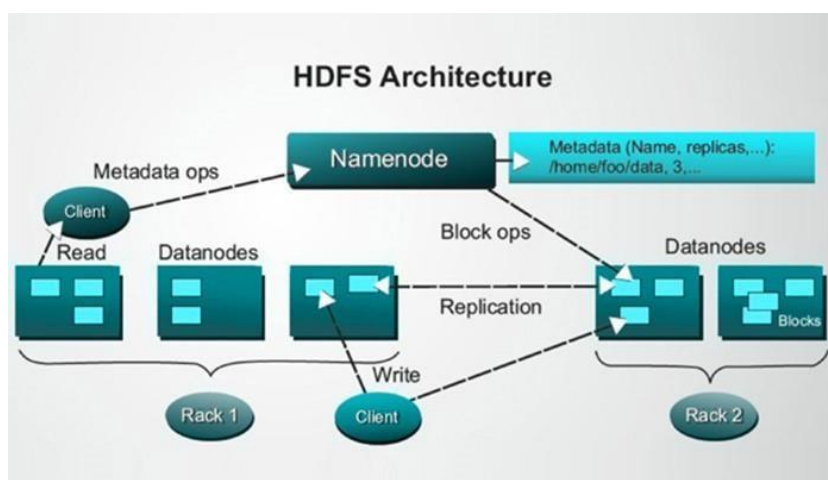 HDFS Architecture
Namenode
Metadata (Name, replicas,...):
/home/foo/data, 3,...
Metadata ops
Client
Block ops
Read
Datanodes
Datanodes
Replication
Blocks
Write
Rack 1
Client
Rack 2